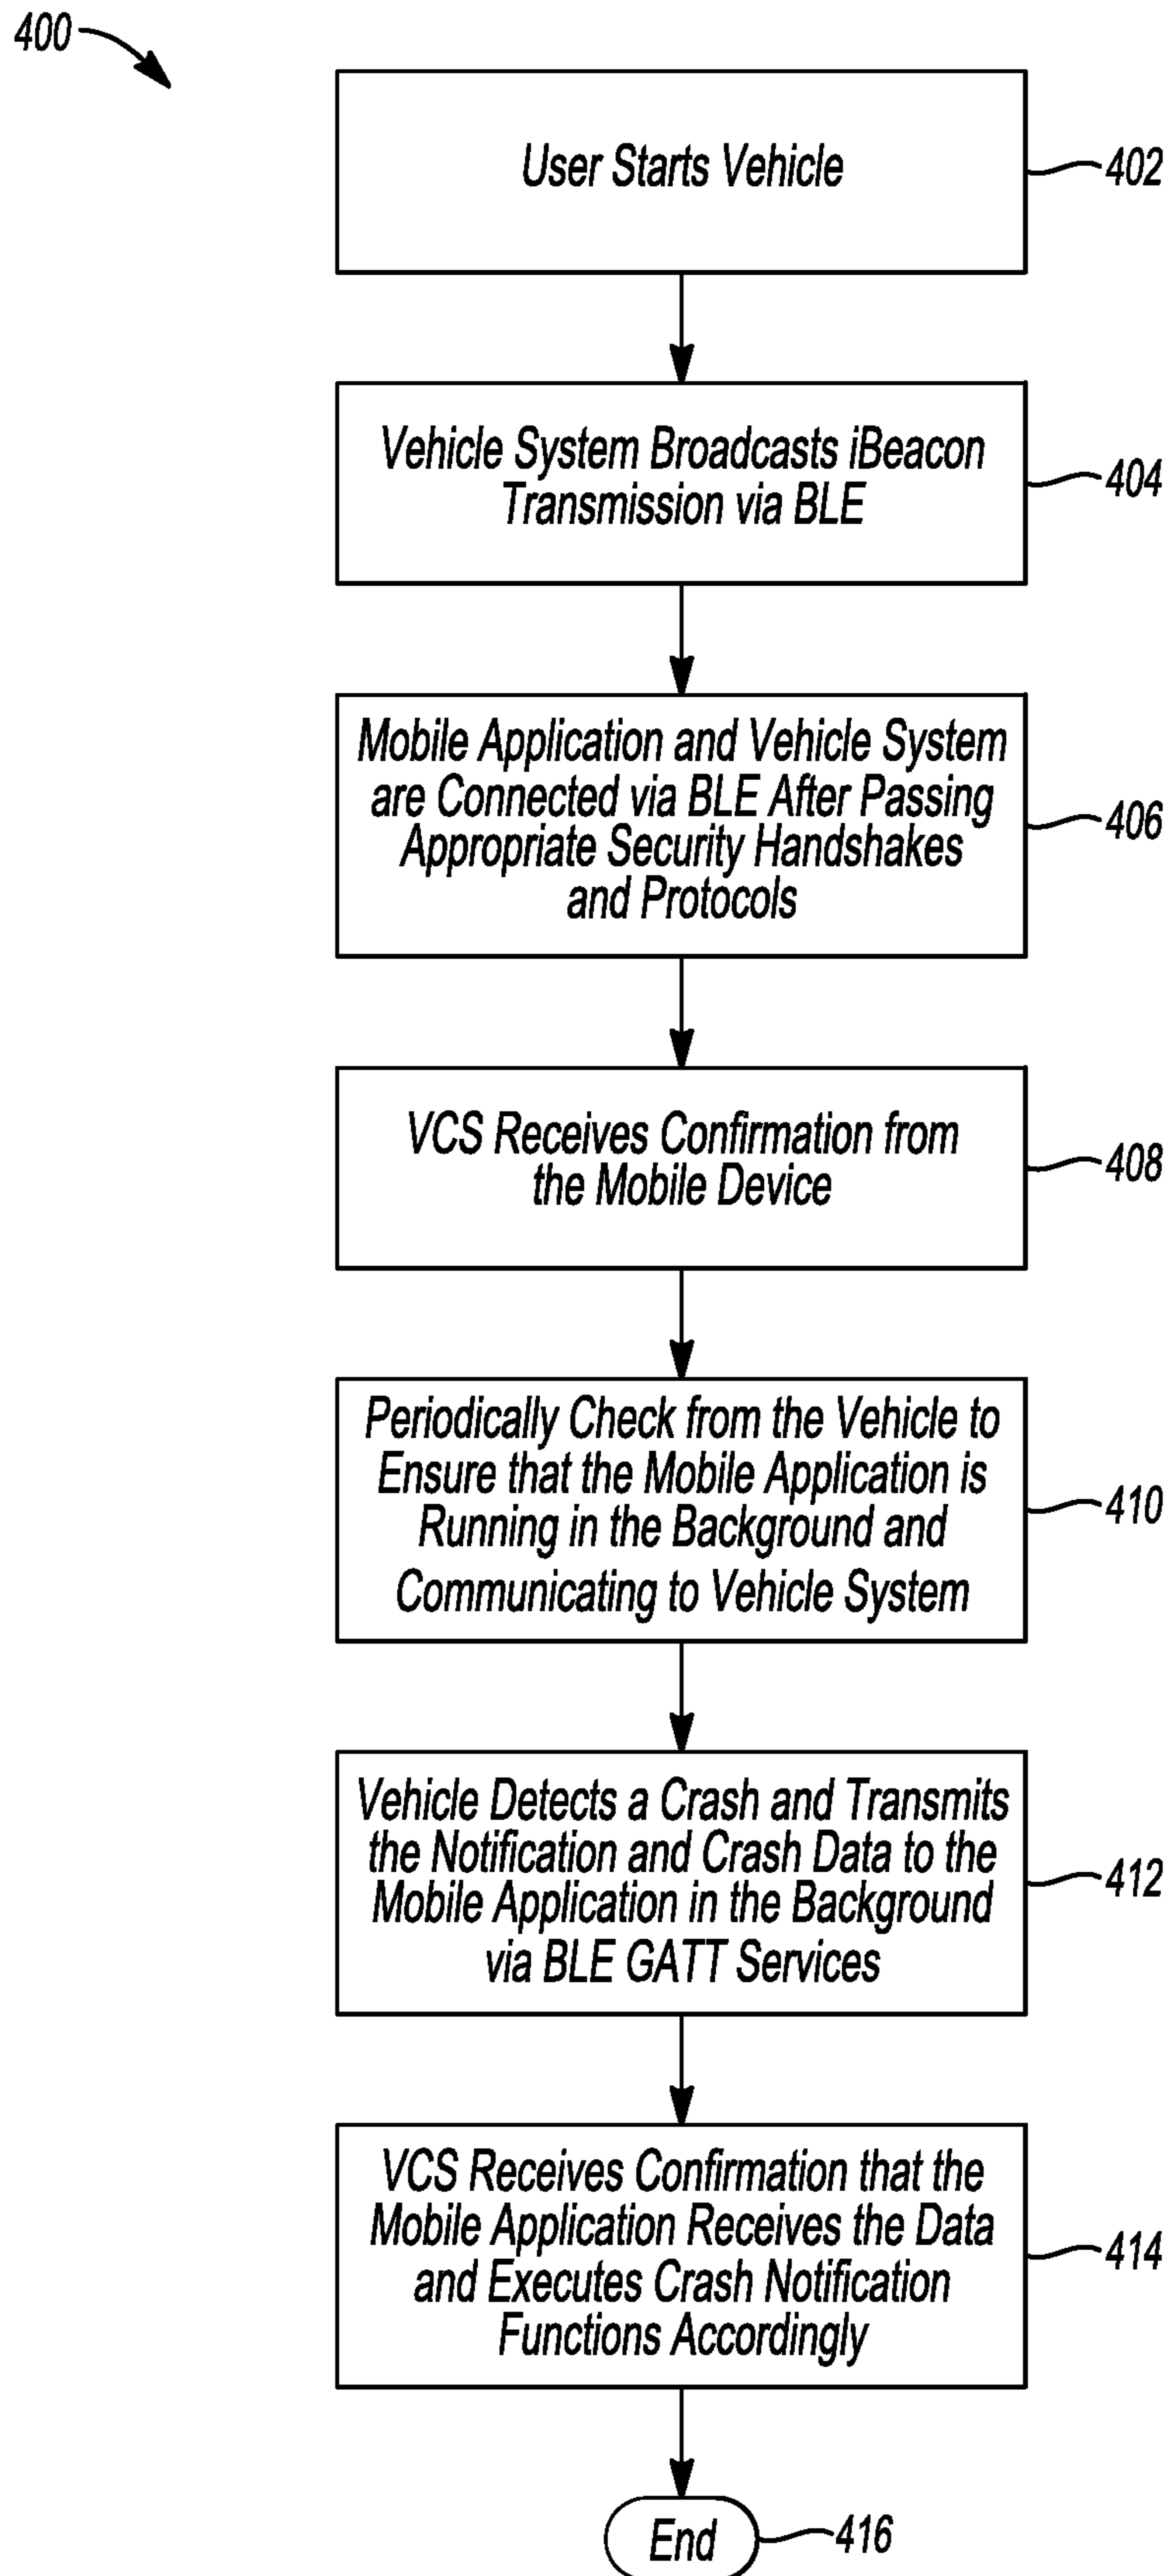 400
User Starts Vehicle
402
Vehicle System Broadcasts iBeacon
Transmission via BLE
404
Mobile Application and Vehicle System
are Connected via BLE After Passing
Appropriate Security Handshakes
and Protocols
406
VCS Receives Confirmation from
the Mobile Device
408
Periodically Check from the Vehicle to
Ensure that the Mobile Application is
Running in the Background and
Communicating to Vehicle System
410
Vehicle Detects a Crash and Transmits
the Notification and Crash Data to the
Mobile Application in the Background
via BLE GATT Services
412
VCS Receives Confirmation that the
Mobile Application Receives the Data
and Executes Crash Notification
Functions Accordingly
414
End
416